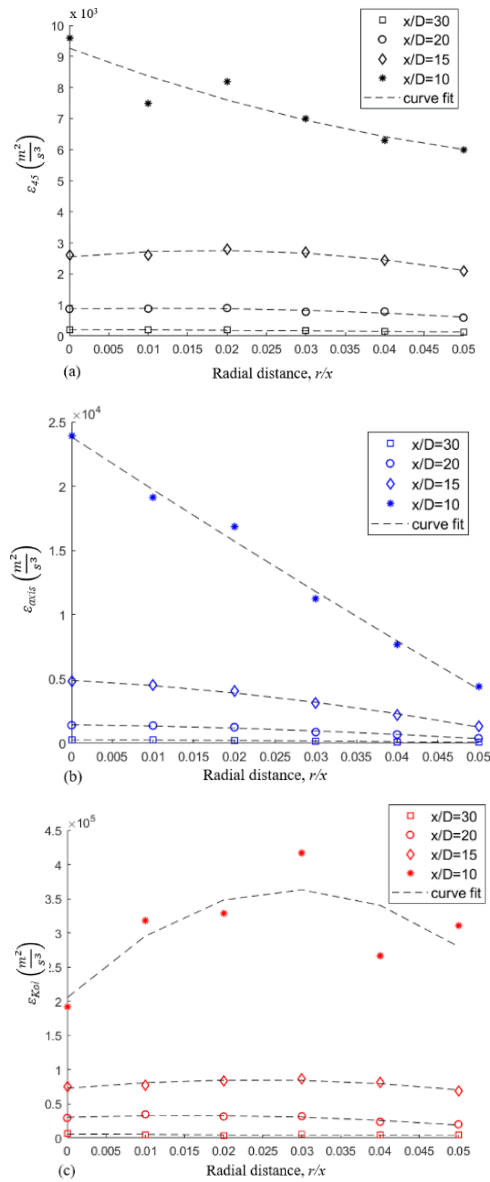 x 10³
10
9
8
7
6
5
4
3
2
1
0
ε45 (m²/s³)
x/D=30
x/D=20
x/D=15
x/D=10
curve fit
0 0.005 0.01 0.015 0.02 0.025 0.03 0.035 0.04 0.045 0.05
(a) Radial distance, r/x
×10⁴
2.5
2
1.5
1
0.5
0
εaxis (m²/s³)
x/D=30
x/D=20
x/D=15
x/D=10
curve fit
0 0.005 0.01 0.015 0.02 0.025 0.03 0.035 0.04 0.045 0.05
(b) Radial distance, r/x
×10⁵
4.5
4
3.5
3
2.5
2
1.5
1
0.5
0
εKol (m²/s³)
x/D=30
x/D=20
x/D=15
x/D=10
curve fit
0 0.005 0.01 0.015 0.02 0.025 0.03 0.035 0.04 0.045 0.05
(c) Radial distance, r/x